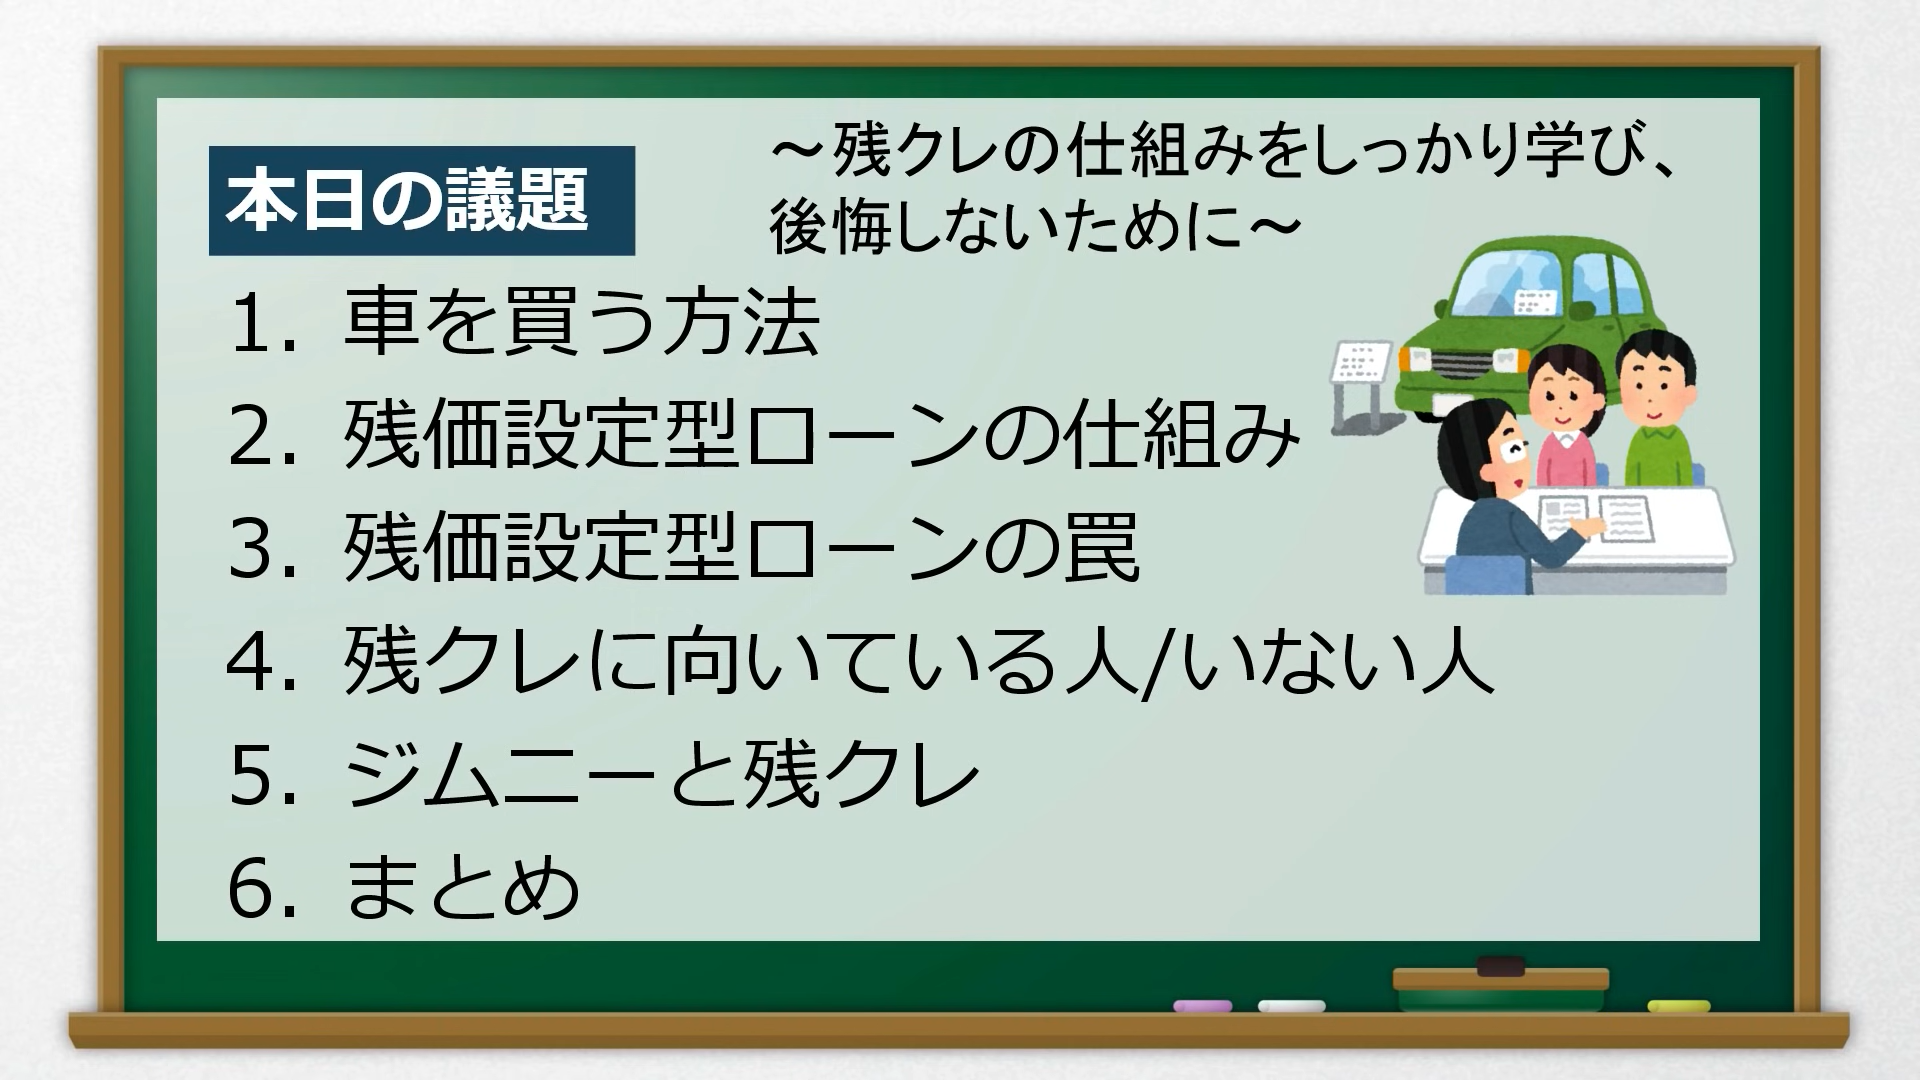 本日の議題
～残クレの仕組みをしっかり学び、
後悔しないために～
1. 車を買う方法
2. 残価設定型ローンの仕組み
3. 残価設定型ローンの罠
4. 残クレに向いている人/いない人
5. ジムニーと残クレ
6. まとめ